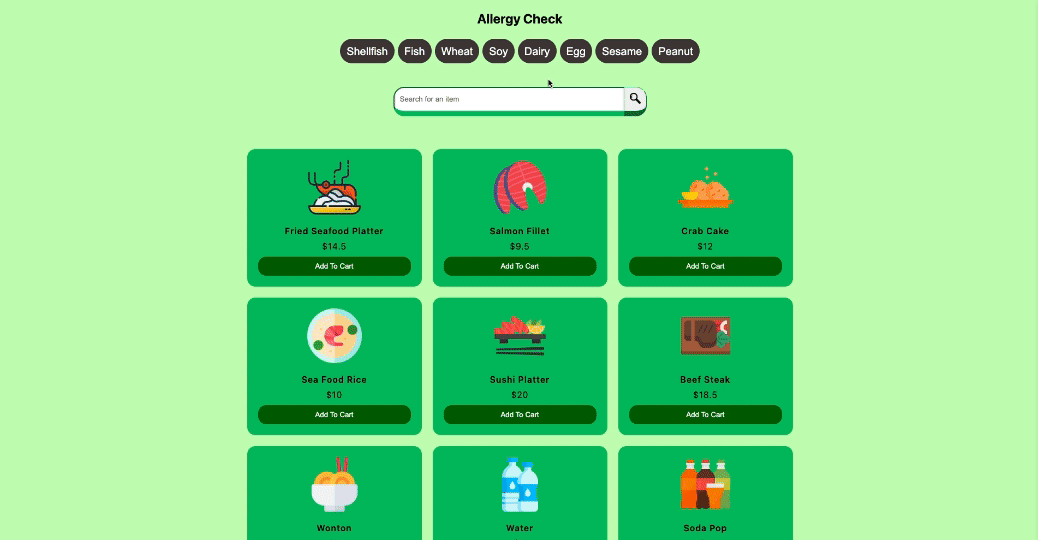 Allergy Check
Shellfish Fish Wheat Soy Dairy Egg Sesame Peanut
Search for an item
Fried Seafood Platter
$14.5
Add To Cart
Salmon Fillet
$9.5
Add To Cart
Crab Cake
$12
Add To Cart
Sea Food Rice
$10
Add To Cart
Sushi Platter
$20
Add To Cart
Beef Steak
$18.5
Add To Cart
Wonton
Water
Soda Pop